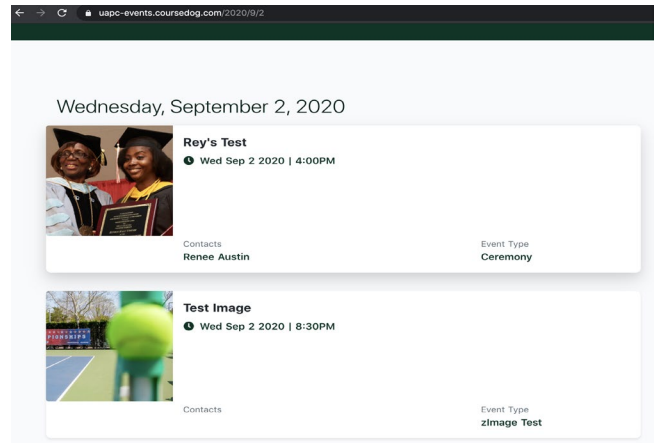 uapc-events.coursedog.com/2020/9/2
Wednesday, September 2, 2020
Rey's Test
Wed Sep 2 2020 | 4:00PM
Contacts
Event Type
Renee Austin
Ceremony
PIONSHIPS
Test Image
Wed Sep 2 2020 | 8:30PM
Contacts
Event Type
zImage Test